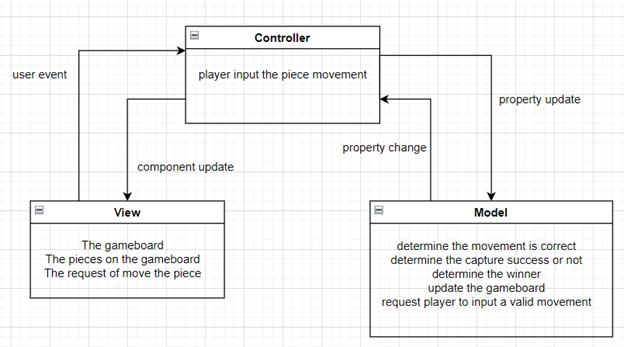 Controller
player input the piece movement
user event
property update
component update
property change
View
The gameboard
The pieces on the gameboard
The request of move the piece
Model
determine the movement is correct
determine the capture success or not
determine the winner
update the gameboard
request player to input a valid movement